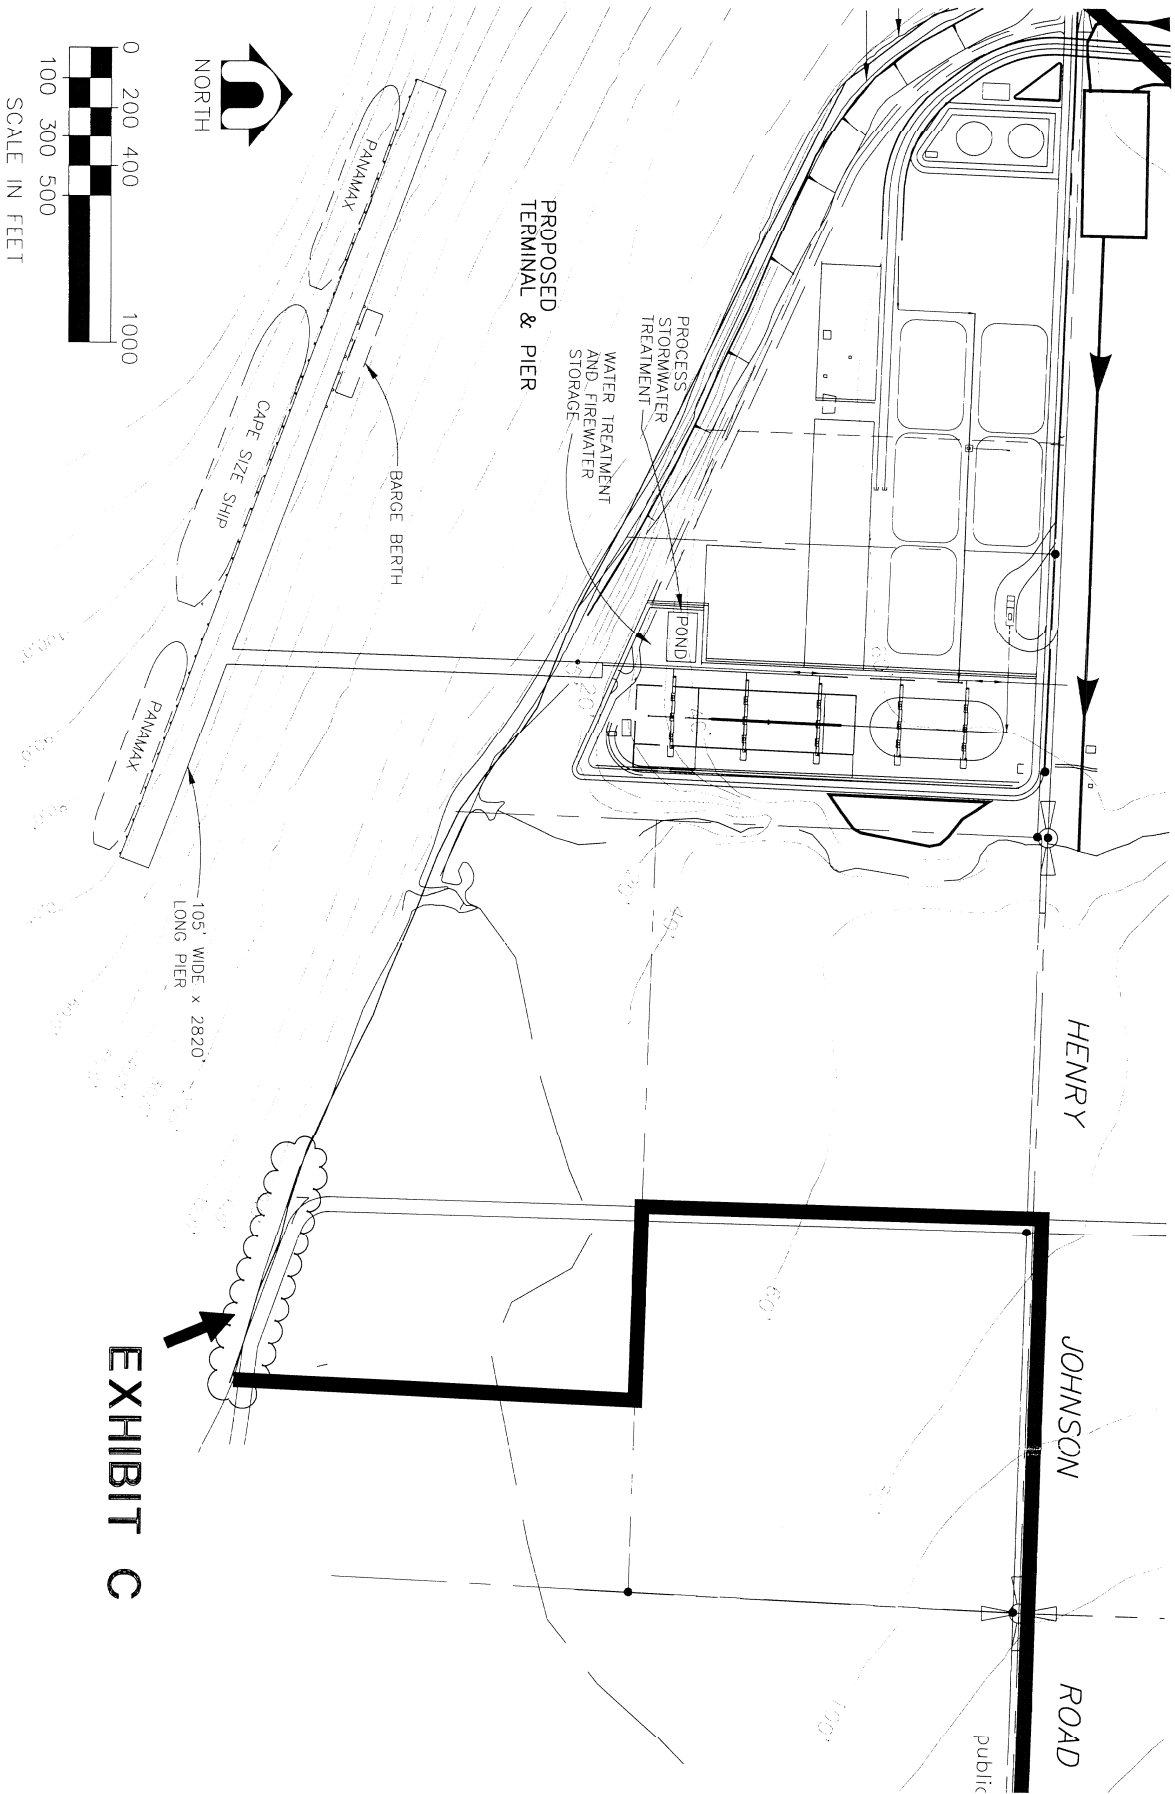 HENRY JOHNSON ROAD
public
PROCESS
STORMWATER
TREATMENT
POND
WATER TREATMENT
AND FIREWATER
STORAGE
PROPOSED
TERMINAL & PIER
BARGE BERTH
PANAMAX
CAPE SIZE SHIP
PANAMAX
105' WIDE x 2820'
LONG PIER
60'
40'
NORTH
0 200 400 1000
100 300 500
SCALE IN FEET
EXHIBIT C